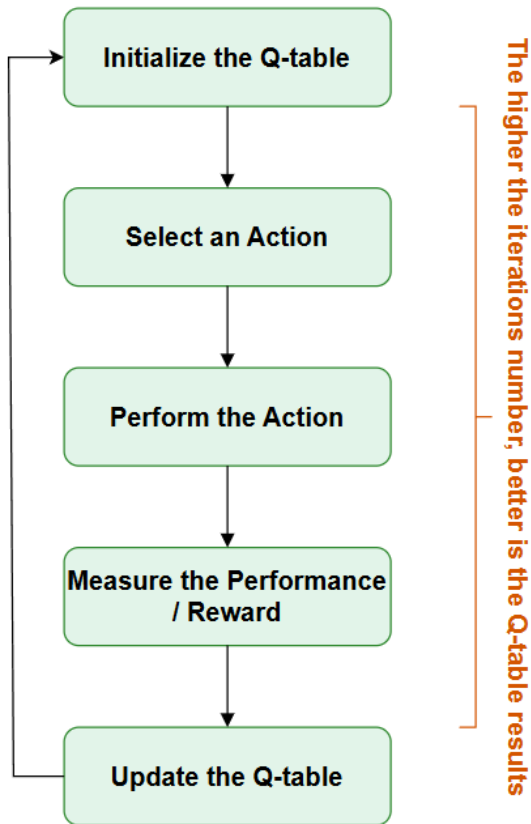 Initialize the Q-table
Select an Action
Perform the Action
Measure the Performance
/ Reward
Update the Q-table
The higher the iterations number, better is the Q-table results